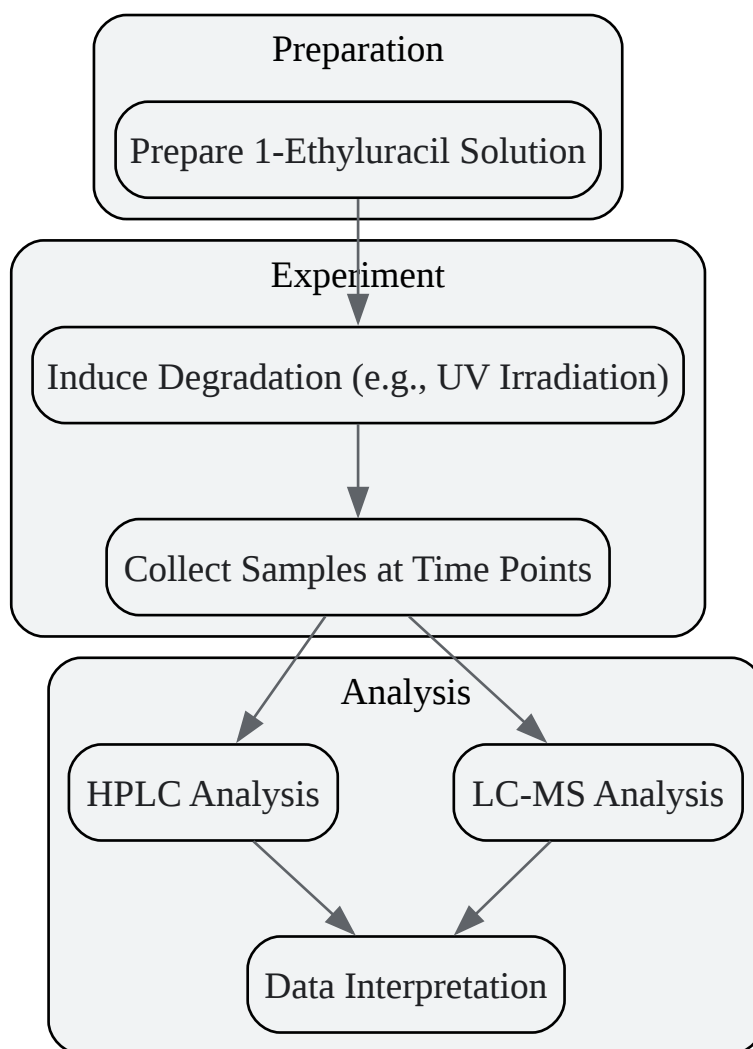 Preparation
Prepare 1-Ethyluracil Solution
Experiment
Induce Degradation (e.g., UV Irradiation)
Collect Samples at Time Points
Analysis
HPLC Analysis
LC-MS Analysis
Data Interpretation